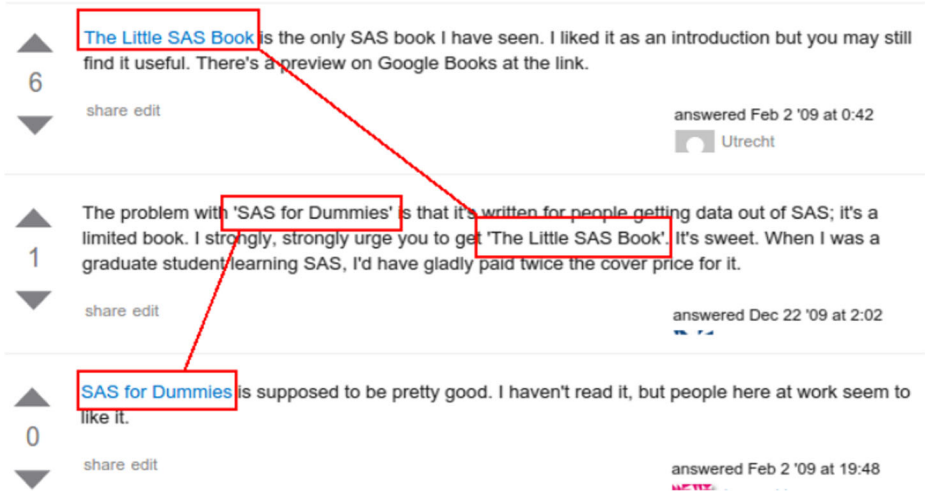 The Little SAS Book is the only SAS book I have seen. I liked it as an introduction but you may still
find it useful. There's a preview on Google Books at the link.
6
share edit
answered Feb 2 '09 at 0:42
Utrecht
The problem with 'SAS for Dummies' is that it's written for people getting data out of SAS; it's a
limited book. I strongly, strongly urge you to get 'The Little SAS Book'. It's sweet. When I was a
1
graduate student learning SAS, I'd have gladly paid twice the cover price for it.
share edit
answered Dec 22 '09 at 2:02
SAS for Dummies is supposed to be pretty good. I haven't read it, but people here at work seem to
like it.
0
share edit
answered Feb 2 '09 at 19:48